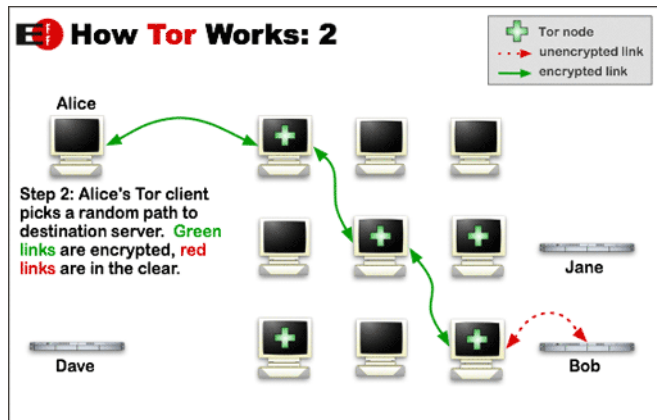 EFF How Tor Works: 2
Tor node
unencrypted link
encrypted link
Alice
Step 2: Alice's Tor client
picks a random path to
destination server. Green
links are encrypted, red
links are in the clear.
Jane
Dave
Bob